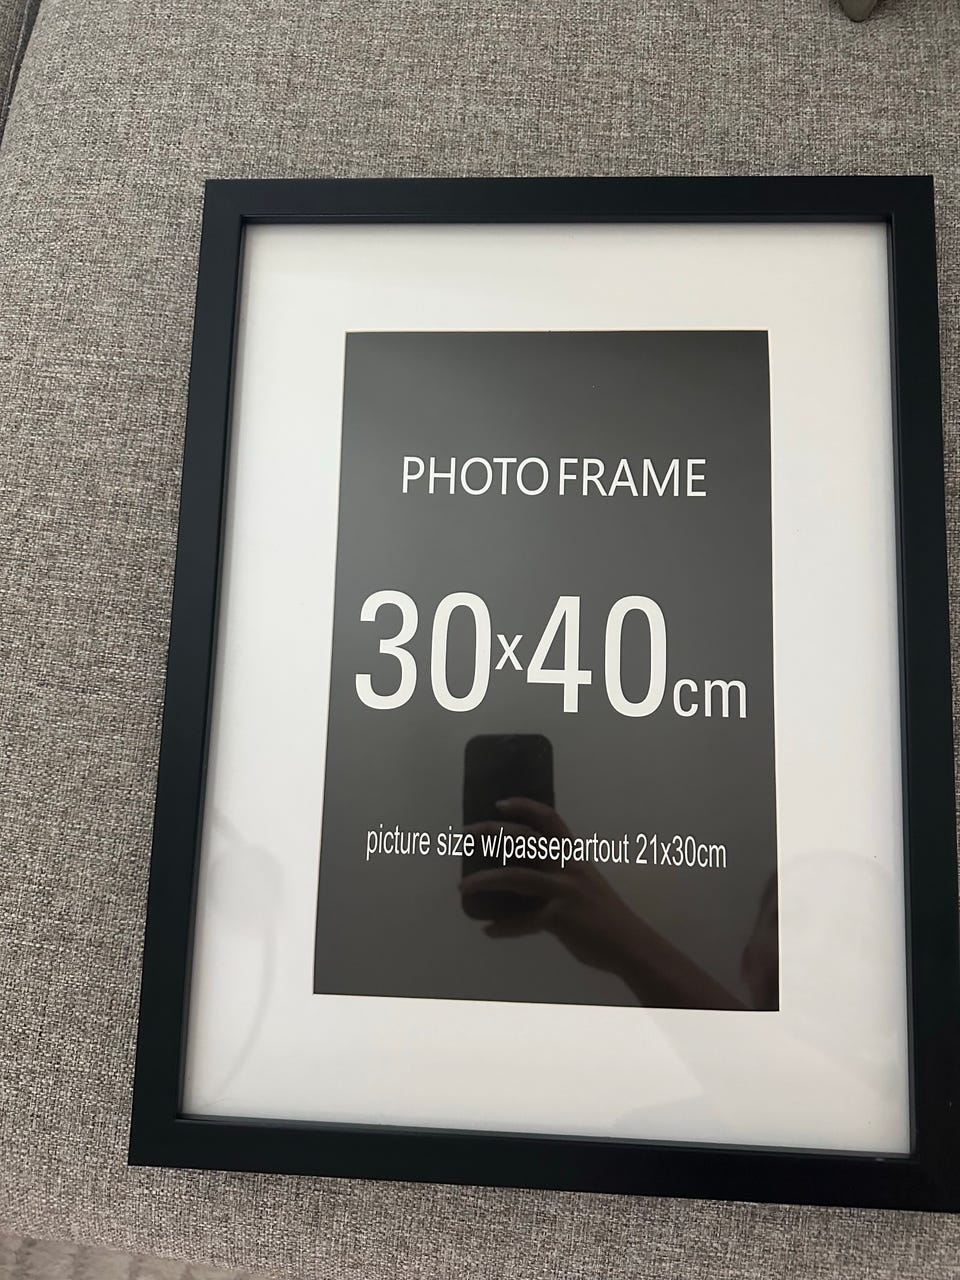 PHOTO FRAME
30x40cm
picture size w/passepartout 21x30cm